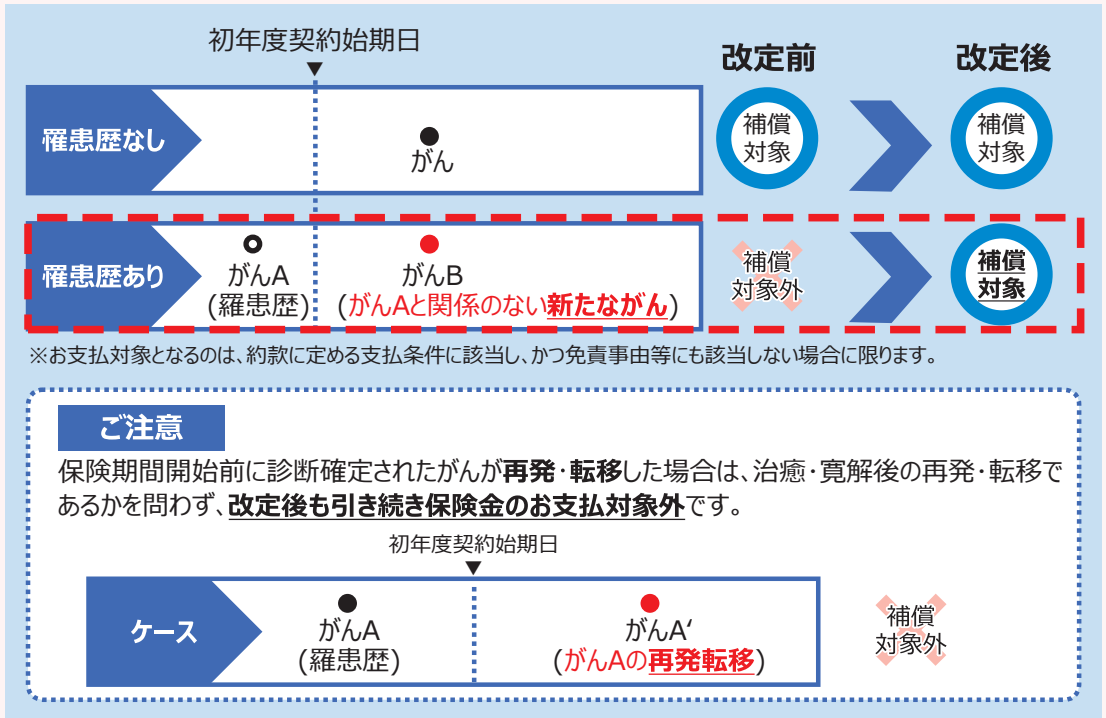 初年度契約始期日
改定前
改定後
罹患歴なし
がん
補償
対象
補償
対象
罹患歴あり
がんA
(羅患歴)
がんB
(がんAと関係のない新たながん)
補償
対象外
補償
対象
※お支払対象となるのは、約款に定める支払条件に該当し、かつ免責事由等にも該当しない場合に限ります。
ご注意
保険期間開始前に診断確定されたがんが再発・転移した場合は、治癒・寛解後の再発・転移で
あるかを問わず、改定後も引き続き保険金のお支払対象外です。
初年度契約始期日
ケース
がんA
(羅患歴)
がんA‘
(がんAの再発転移)
補償
対象外